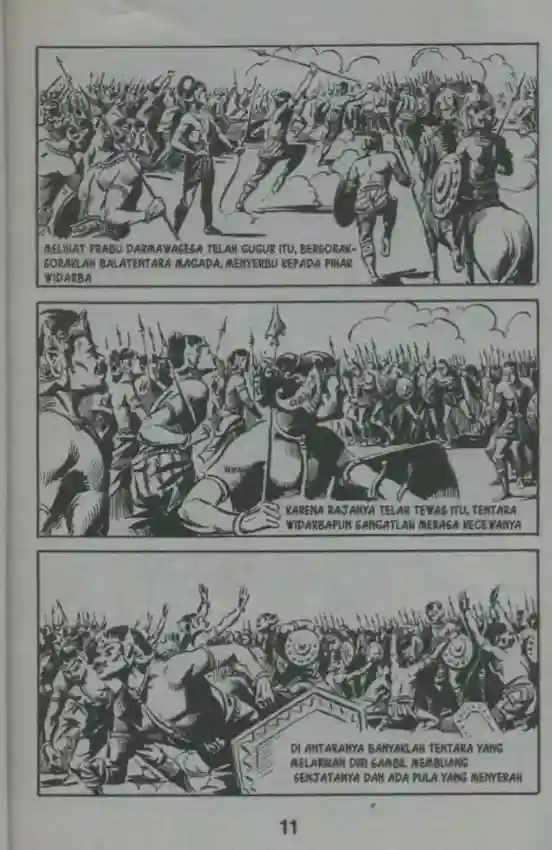 MELIHAT PRABU DARMAWAGESA TELAH GUGUR ITU, BERSORAK-
SORAKLAH BALATENTARA MAGADA, MENYERBU KEPADA PIHAK
WIDARBA
KARENA RAJANYA TELAH TEWAS ITU, TENTARA
WIDARBAPUN SANGATLAH MERASA KECEWANYA
DI ANTARANYA BANYAKLAH TENTARA YANG
MELARIKAN DIRI SAMBIL MEMBUANG
SENJATANYA DAN ADA PULA YANG MENYERAH
11